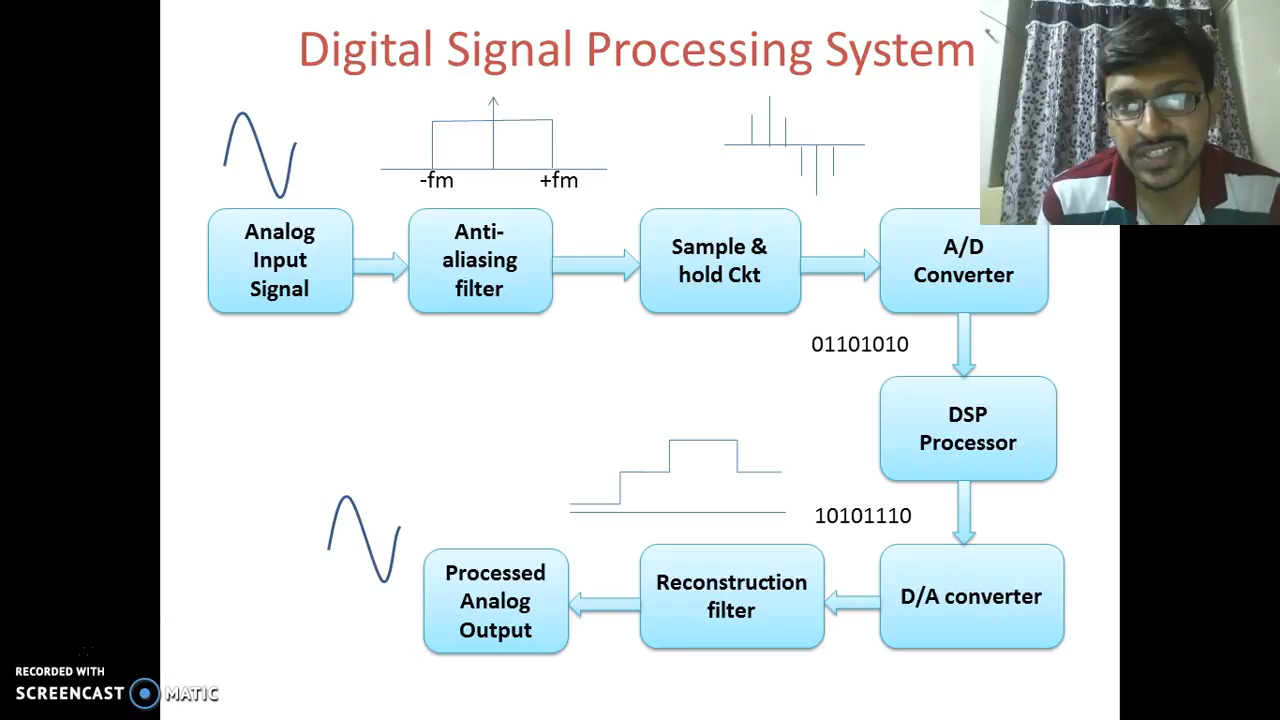 Digital Signal Processing System
-fm
+fm
Analog
Input
Signal
Anti-
aliasing
filter
Sample &
hold Ckt
A/D
Converter
01101010
DSP
Processor
10101110
D/A converter
Reconstruction
filter
Processed
Analog
Output
RECORDED WITH
SCREENCAST MATIC